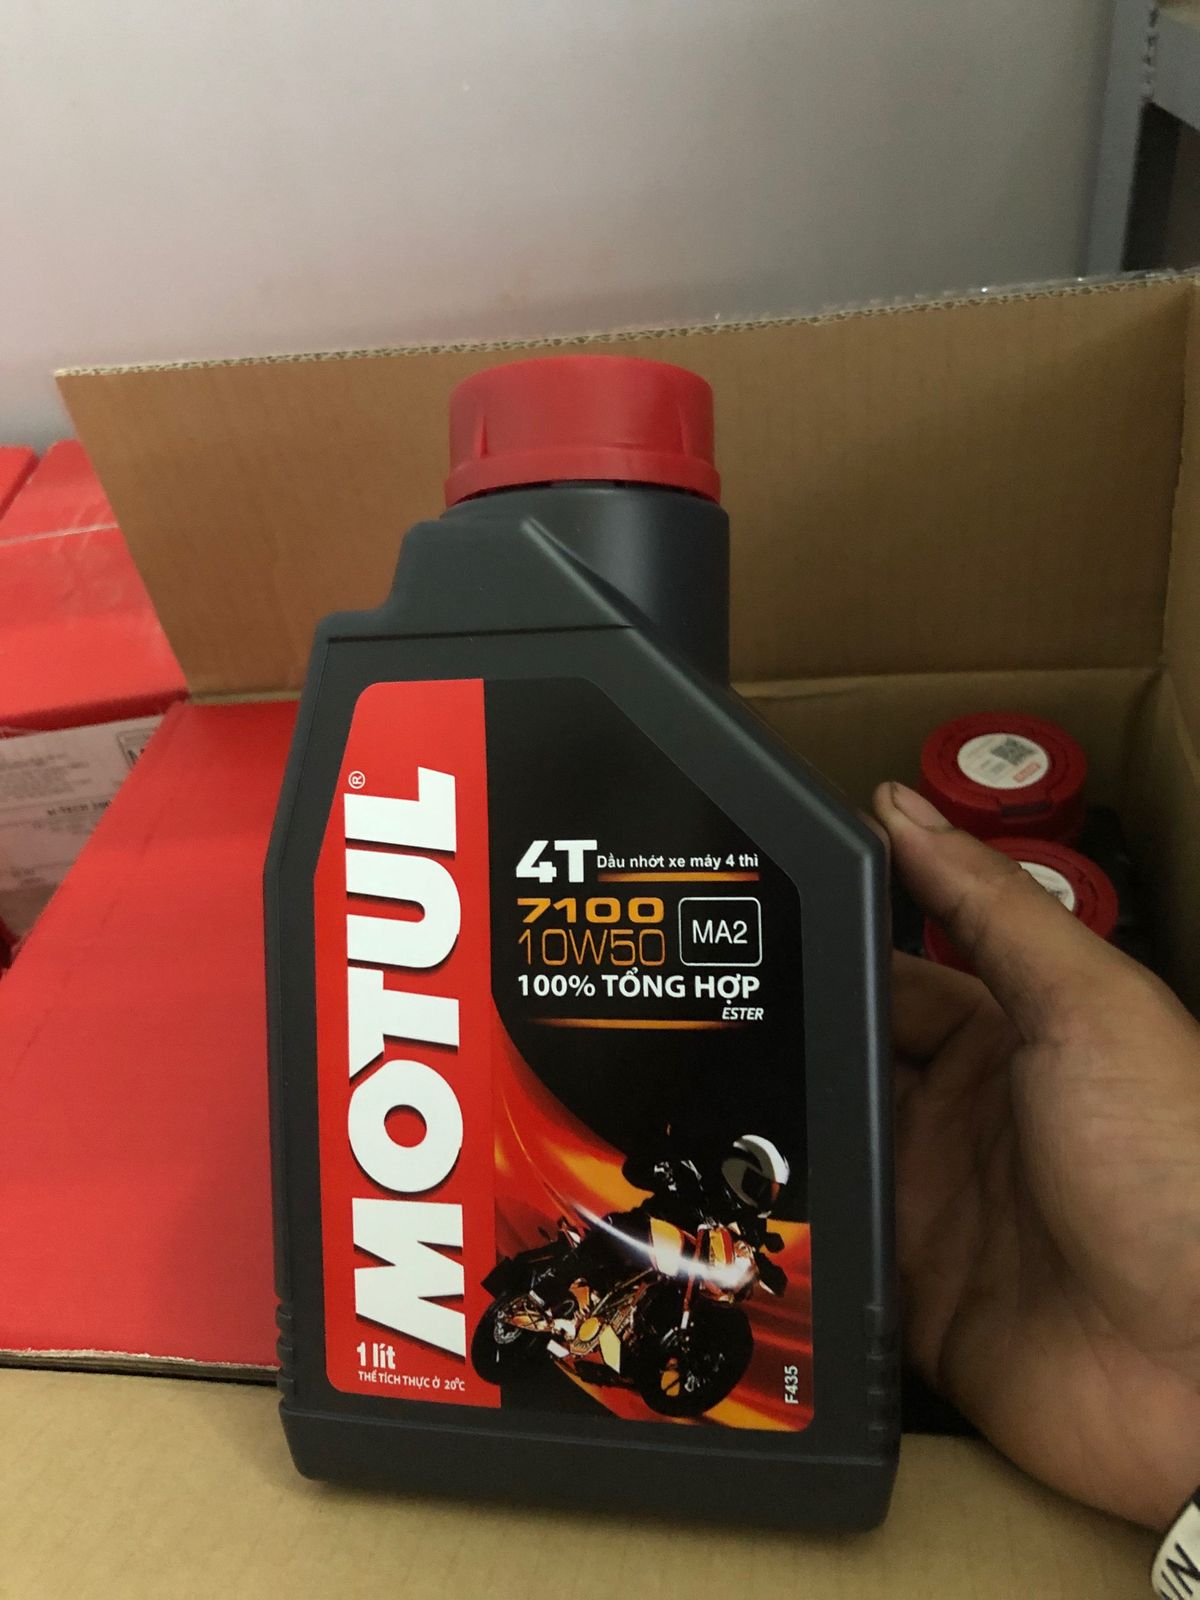 MOTUL®
4T Dầu nhớt xe máy 4 thì
7100
10W50
MA2
100% TỔNG HỢP
ESTER
1 lít
THỂ TÍCH THỰC Ở 20°C
F435